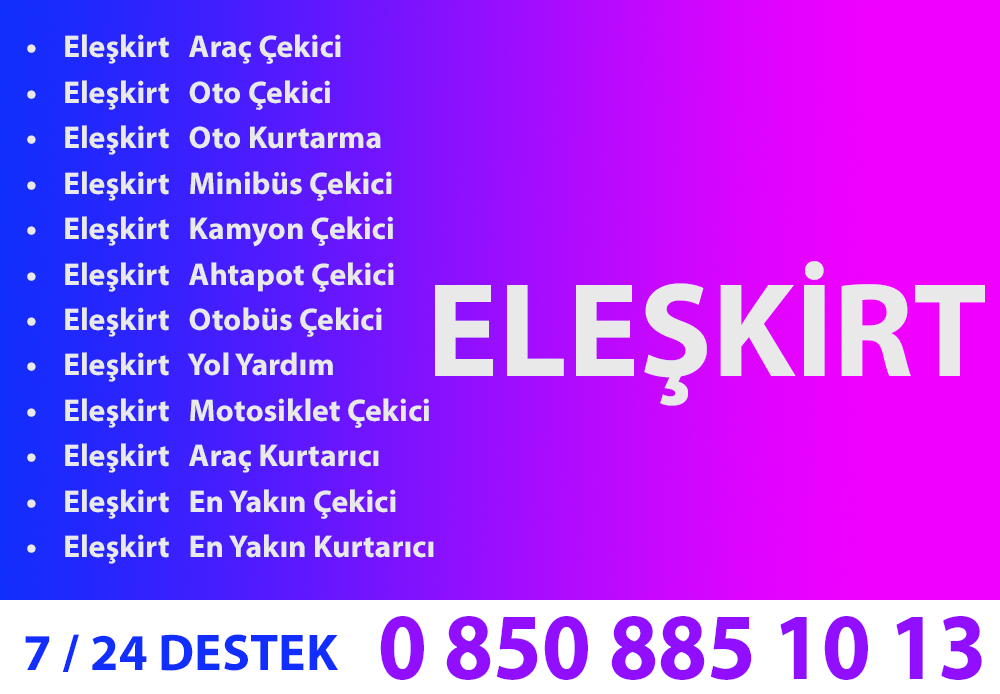 • Eleşkirt Araç Çekici
• Eleşkirt Oto Çekici
• Eleşkirt Oto Kurtarma
• Eleşkirt Minibüs Çekici
• Eleşkirt Kamyon Çekici
• Eleşkirt Ahtapot Çekici
• Eleşkirt Otobüs Çekici
• Eleşkirt Yol Yardım
• Eleşkirt Motosiklet Çekici
• Eleşkirt Araç Kurtarıcı
• Eleşkirt En Yakın Çekici
• Eleşkirt En Yakın Kurtarıcı
ELEŞKİRT
7 / 24 DESTEK 0 850 885 10 13